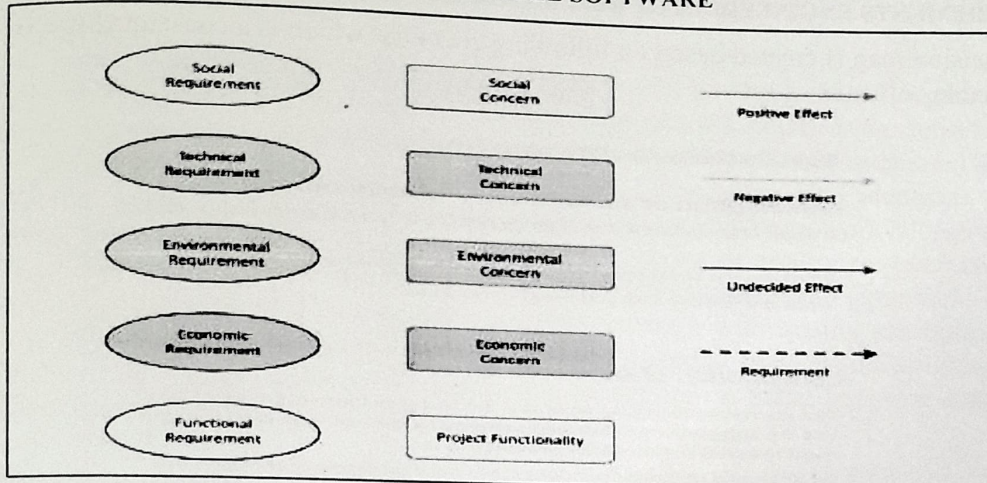 SOFTWARE
Social
Requirement
Social
Concern
Positive Effect
Technical
Requirement
Technical
Concern
Negative Effect
Environmental
Requirement
Environmental
Concern
Undecided Effect
Economic
Requirement
Economic
Concern
Requirement
Functional
Requirement
Project Functionality